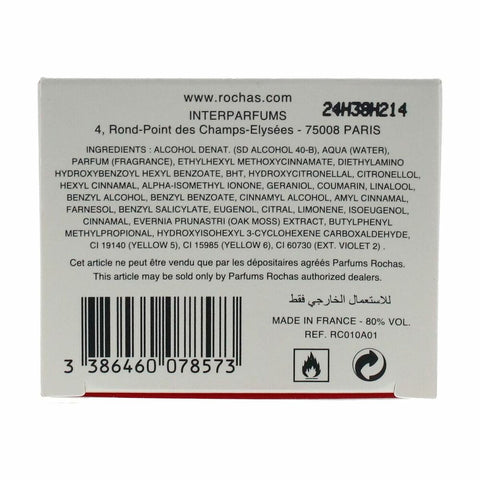 www.rochas.com
24H38H214
INTERPARFUMS
4, Rond-Point des Champs-Elysées - 75008 PARIS
INGREDIENTS : ALCOHOL DENAT. (SD ALCOHOL 40-B), AQUA (WATER),
PARFUM (FRAGRANCE), ETHYLHEXYL METHOXYCINNAMATE, DIETHYLAMINO
HYDROXYBENZOYL HEXYL BENZOATE, BHT, HYDROXYCITRONELLAL, CITRONELLOL,
HEXYL CINNAMAL, ALPHA-ISOMETHYL IONONE, GERANIOL, COUMARIN, LINALOOL,
BENZYL ALCOHOL, BENZYL BENZOATE, CINNAMYL ALCOHOL, AMYL CINNAMAL,
FARNESOL, BENZYL SALICYLATE, EUGENOL, CITRAL, LIMONENE, ISOEUGENOL,
CINNAMAL, EVERNIA PRUNASTRI (OAK MOSS) EXTRACT, BUTYLPHENYL
METHYLPROPIONAL, HYDROXYISOHEXYL 3-CYCLOHEXENE CARBOXALDEHYDE,
CI 19140 (YELLOW 5), CI 15985 (YELLOW 6), CI 60730 (EXT. VIOLET 2) .
Cet article ne peut être vendu que par les dépositaires agréés Parfums Rochas.
This article may be sold only by Parfums Rochas authorized dealers.
للاستعمال الخارجي فقط
MADE IN FRANCE - 80% VOL.
REF. RC010A01
3 386460 078573